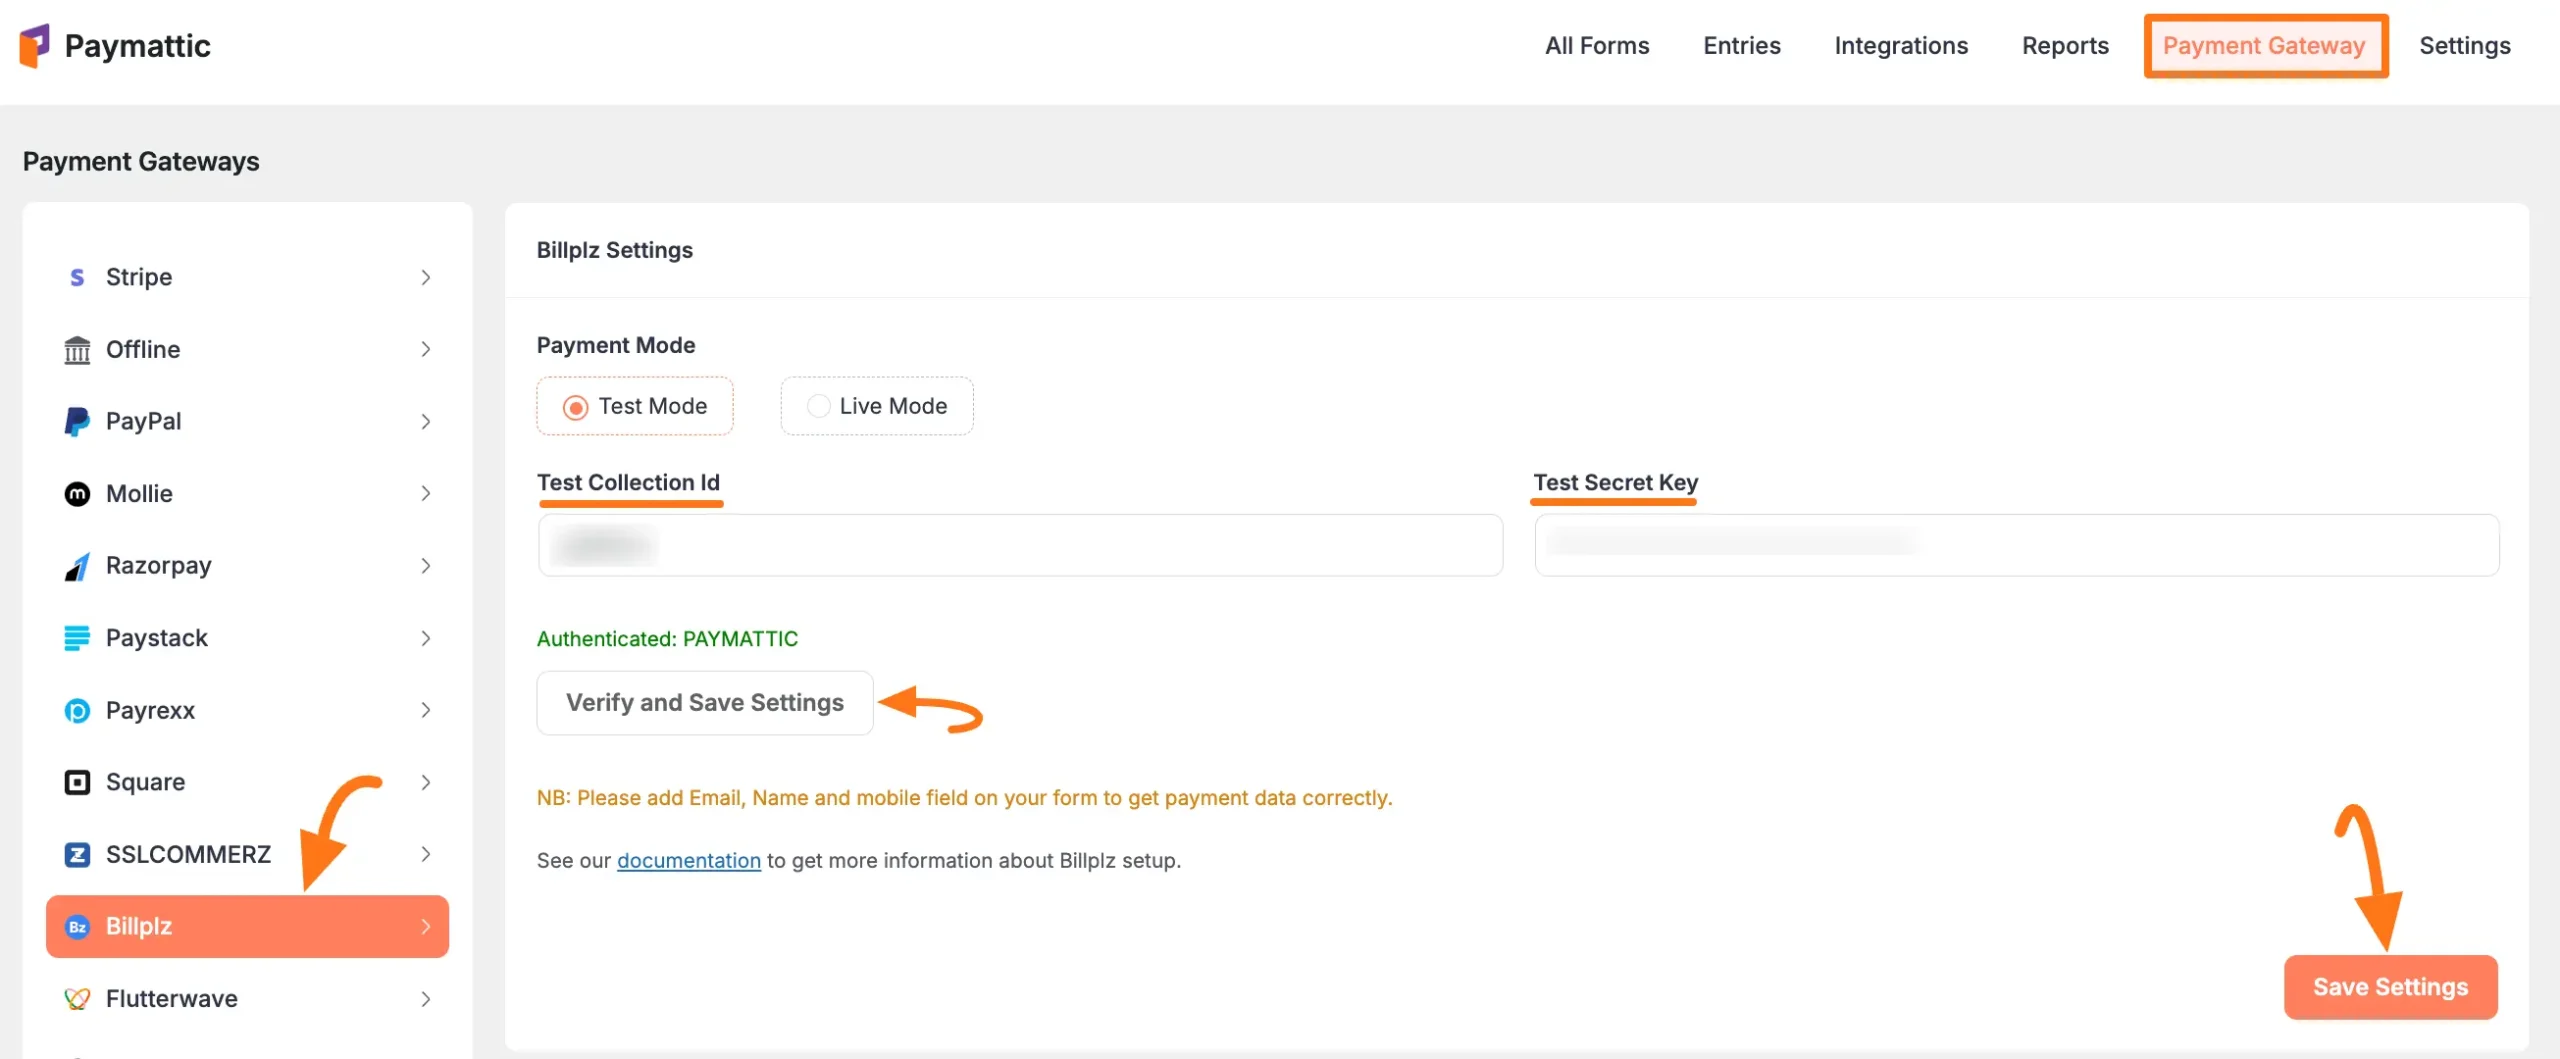 Paymattic
All Forms
Entries
Integrations
Reports
Payment Gateway
Settings
Payment Gateways
Stripe
Offline
PayPal
Mollie
Razorpay
Paystack
Payrexx
Square
SSLCOMMERZ
Billplz
Flutterwave
Billplz Settings
Payment Mode
Test Mode
Live Mode
Test Collection Id
Test Secret Key
Authenticated: PAYMATTIC
Verify and Save Settings
NB: Please add Email, Name and mobile field on your form to get payment data correctly.
See our documentation to get more information about Billplz setup.
Save Settings